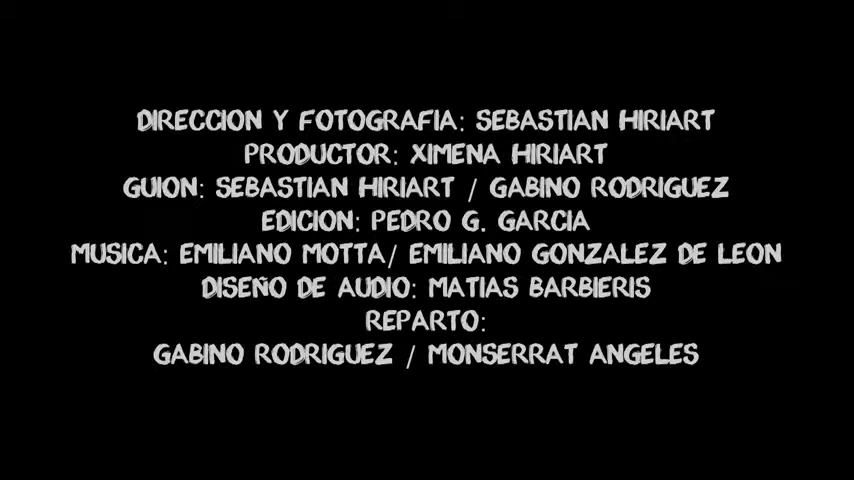 DIRECCION Y FOTOGRAFIA: SEBASTIAN HIRIART
PRODUCTOR: XIMENA HIRIART
GUION: SEBASTIAN HIRIART / GABINO RODRIGUEZ
EDICION: PEDRO G. GARCIA
MUSICA: EMILIANO MOTTA/ EMILIANO GONZALEZ DE LEON
DISEÑO DE AUDIO: MATIAS BARBIERIS
REPARTO:
GABINO RODRIGUEZ / MONSERRAT ANGELES